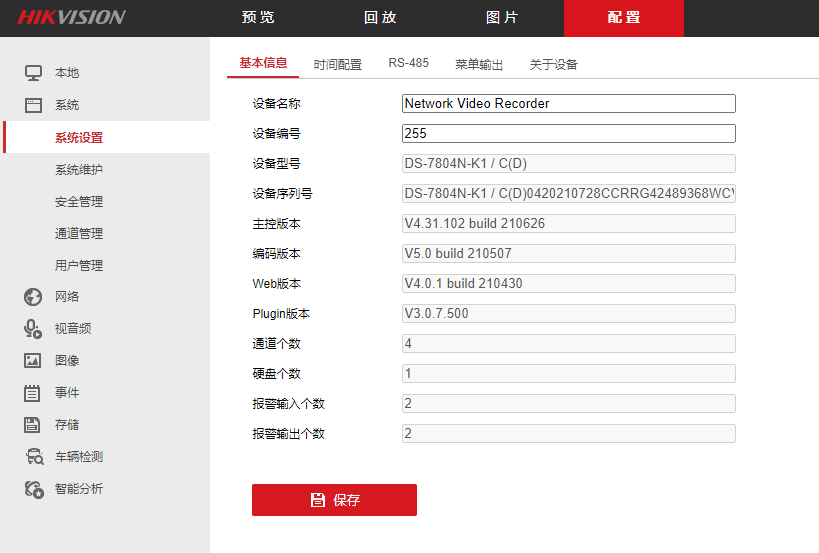 HIKVISION
预览 回放 图片 配置
本地
系统
系统设置
系统维护
安全管理
通道管理
用户管理
网络
视音频
图像
事件
存储
车辆检测
智能分析
基本信息 时间配置 RS-485 菜单输出 关于设备
设备名称 Network Video Recorder
设备编号 255
设备型号 DS-7804N-K1 / C(D)
设备序列号 DS-7804N-K1 / C(D)0420210728CCRRG42489368WCV
主控版本 V4.31.102 build 210626
编码版本 V5.0 build 210507
Web版本 V4.0.1 build 210430
Plugin版本 V3.0.7.500
通道个数 4
硬盘个数 1
报警输入个数 2
报警输出个数 2
保存